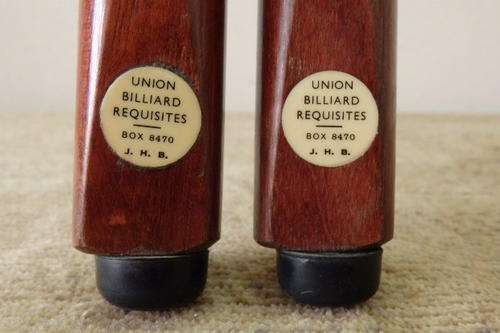 UNION
BILLIARD
REQUISITES
BOX 8470
J. H. B.
UNION
BILLIARD
REQUISITES
BOX 8470
J. H. B.